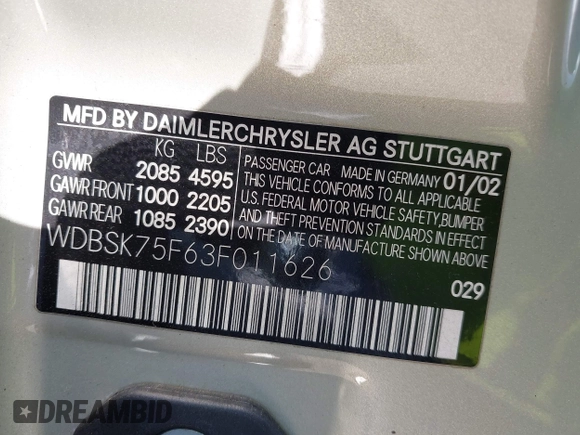 MFD BY DAIMLERCHRYSLER AG STUTTGART
KG LBS
GVWR 2085 4595
GAWR FRONT 1000 2205
GAWR REAR 1085 2390
PASSENGER CAR MADE IN GERMANY 01/02
THIS VEHICLE CONFORMS TO ALL APPLICABLE
U.S. FEDERAL MOTOR VEHICLE SAFETY, BUMPER
AND THEFT PREVENTION STANDARDS IN EFFECT
ON THE DATE OF MANUFACTURE SHOWN ABOVE
WDBSK75F63F011626
029
DREAMBID